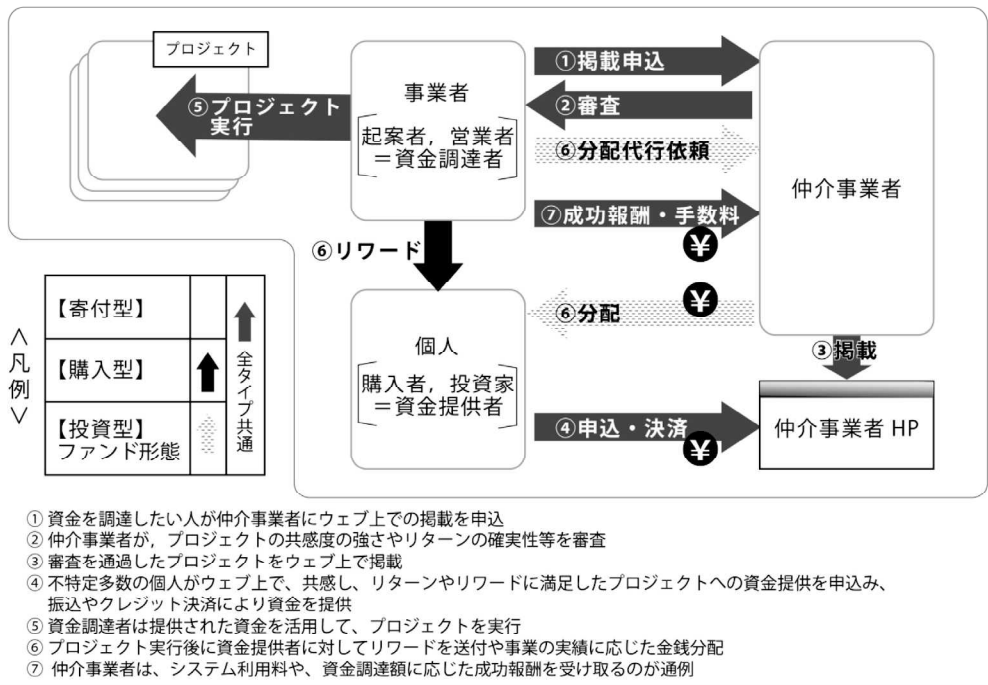 プロジェクト
⑤プロジェクト
実行
事業者
起案者，営業者
＝資金調達者
①掲載申込
②審査
⑥分配代行依頼
⑦成功報酬・手数料
¥
仲介事業者
⑥リワード
¥
⑥分配
③掲載
個人
購入者，投資家
＝資金提供者
④申込・決済
¥
仲介事業者 HP
＜凡例＞
【寄付型】
【購入型】
【投資型】
ファンド形態
全タイプ共通
① 資金を調達したい人が仲介事業者にウェブ上での掲載を申込
② 仲介事業者が，プロジェクトの共感度の強さやリターンの確実性等を審査
③ 審査を通過したプロジェクトをウェブ上で掲載
④ 不特定多数の個人がウェブ上で、共感し、リターンやリワードに満足したプロジェクトへの資金提供を申込み、
振込やクレジット決済により資金を提供
⑤ 資金調達者は提供された資金を活用して、プロジェクトを実行
⑥ プロジェクト実行後に資金提供者に対してリワードを送付や事業の実績に応じた金銭分配
⑦ 仲介事業者は、システム利用料や、資金調達額に応じた成功報酬を受け取るのが通例